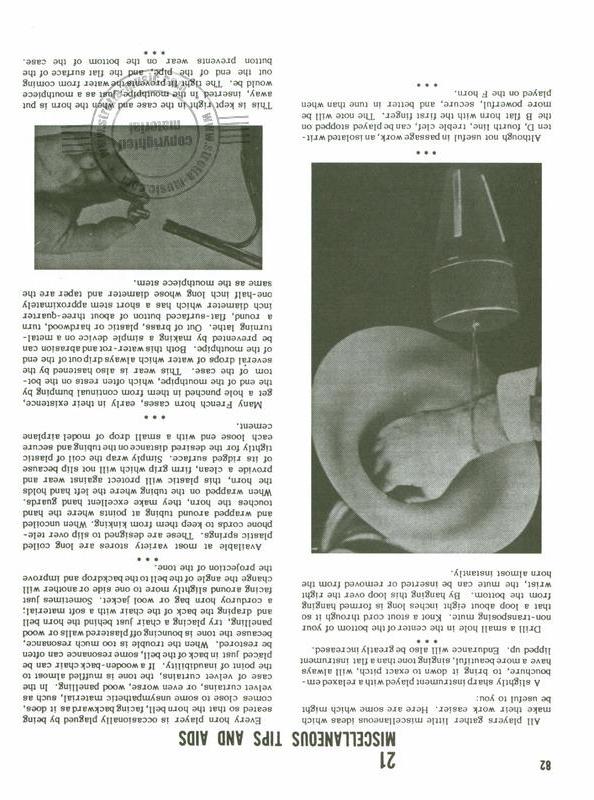 82
21
MISCELLANEOUS TIPS AND AIDS
All players gather little miscellaneous ideas which
make their work easier. Here are some which might
be useful to you:
A slightly sharp instrument played with a relaxed em-
bouchure, to bring it down to exact pitch, will always
have a more beautiful, singing tone than a flat instrument
lipped up. Endurance will also be greatly increased.
***
Drill a small hole in the center of the bottom of your
non-transposing mute. Knot a stout cord through it so
that a loop about eight inches long is formed hanging
from the bottom. By hanging this loop over the right
wrist, the mute can be inserted or removed from the
horn almost instantly.
***
Although not useful in passage work, an isolated writ-
ten D, fourth line, treble clef, can be played stopped on
the B flat horn with the first finger. The note will be
more powerful, secure, and better in tune than when
played on the F horn.
***
Every horn player is occasionally plagued by being
seated so that the horn bell, facing backward as it does,
comes close to some unsympathetic material, such as
velvet curtains, or even worse, wood panelling. In the
case of velvet curtains, the tone is muffled almost to
the point of inaudibility. If a wooden-back chair can be
placed just in back of the bell, some resonance can often
be restored. When the trouble is too much resonance,
because the tone is bouncing off plastered walls or wood
panelling, try placing a chair just behind the horn bell
and draping the back of the chair with a soft material;
a corduroy horn bag or wool jacket. Sometimes just
facing around slightly more to one side or another will
change the angle of the bell to the backdrop and improve
the projection of the tone.
***
Available at most variety stores are long coiled
plastic springs. These are designed to slip over tele-
phone cords to keep them from kinking. When uncoiled
and wrapped around tubing at points where the hand
touches the horn, they make excellent hand guards.
When wrapped on the tubing where the left hand holds
the horn, this plastic will protect against wear and
provide a clean, firm grip which will not slip because
of its ridged surface. Simply wrap the coil of plastic
tightly for the desired distance on the tubing and secure
each loose end with a small drop of model airplane
cement.
***
Many French horn cases, early in their existence,
get a hole punched in them from continual bumping by
the end of the mouthpipe, which often rests on the bot-
tom of the case. This wear is also hastened by the
several drops of water which always drip out of the end
of the mouthpipe. Both this water-rot and abrasion can
be prevented by making a simple device on a metal-
turning lathe. Out of brass, plastic or hardwood, turn
a round, flat-surfaced button of about three-quarter
inch diameter which has a short stem approximately
one-half inch long whose diameter and taper are the
same as the mouthpiece stem.
This is kept right in the case and when the horn is put
away, inserted in the mouthpipe just as a mouthpiece
would be. The tight fit prevents the water from coming
out the end of the pipe, and the flat surface of the
button prevents wear on the bottom of the case.
***
www.stretta-music.com
copyrighted
material